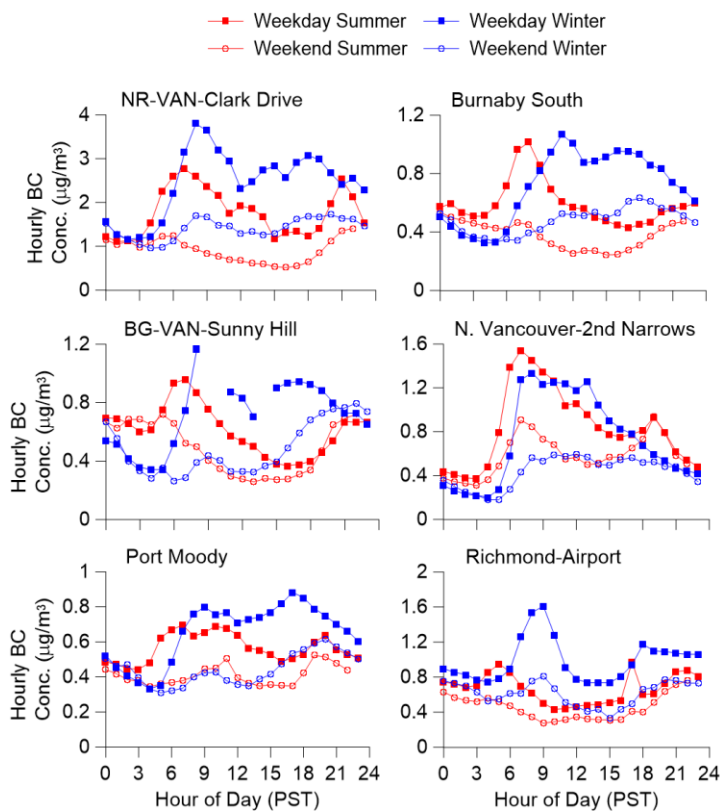 Weekday Summer Weekday Winter
Weekend Summer Weekend Winter
NR-VAN-Clark Drive Burnaby South
4 1.2
3 0.8
2
1 0.4
0 0
Hourly BC
Conc. (μg/m³)
BG-VAN-Sunny Hill N. Vancouver-2nd Narrows
1.2 1.6
0.8 1.2
0.8
0.4 0.4
0 0
Hourly BC
Conc. (μg/m³)
Port Moody Richmond-Airport
1 2
0.8 1.6
0.6 1.2
0.4 0.8
0.2 0.4
0 0
Hourly BC
Conc. (μg/m³)
0 3 6 9 12 15 18 21 24 0 3 6 9 12 15 18 21 24
Hour of Day (PST) Hour of Day (PST)